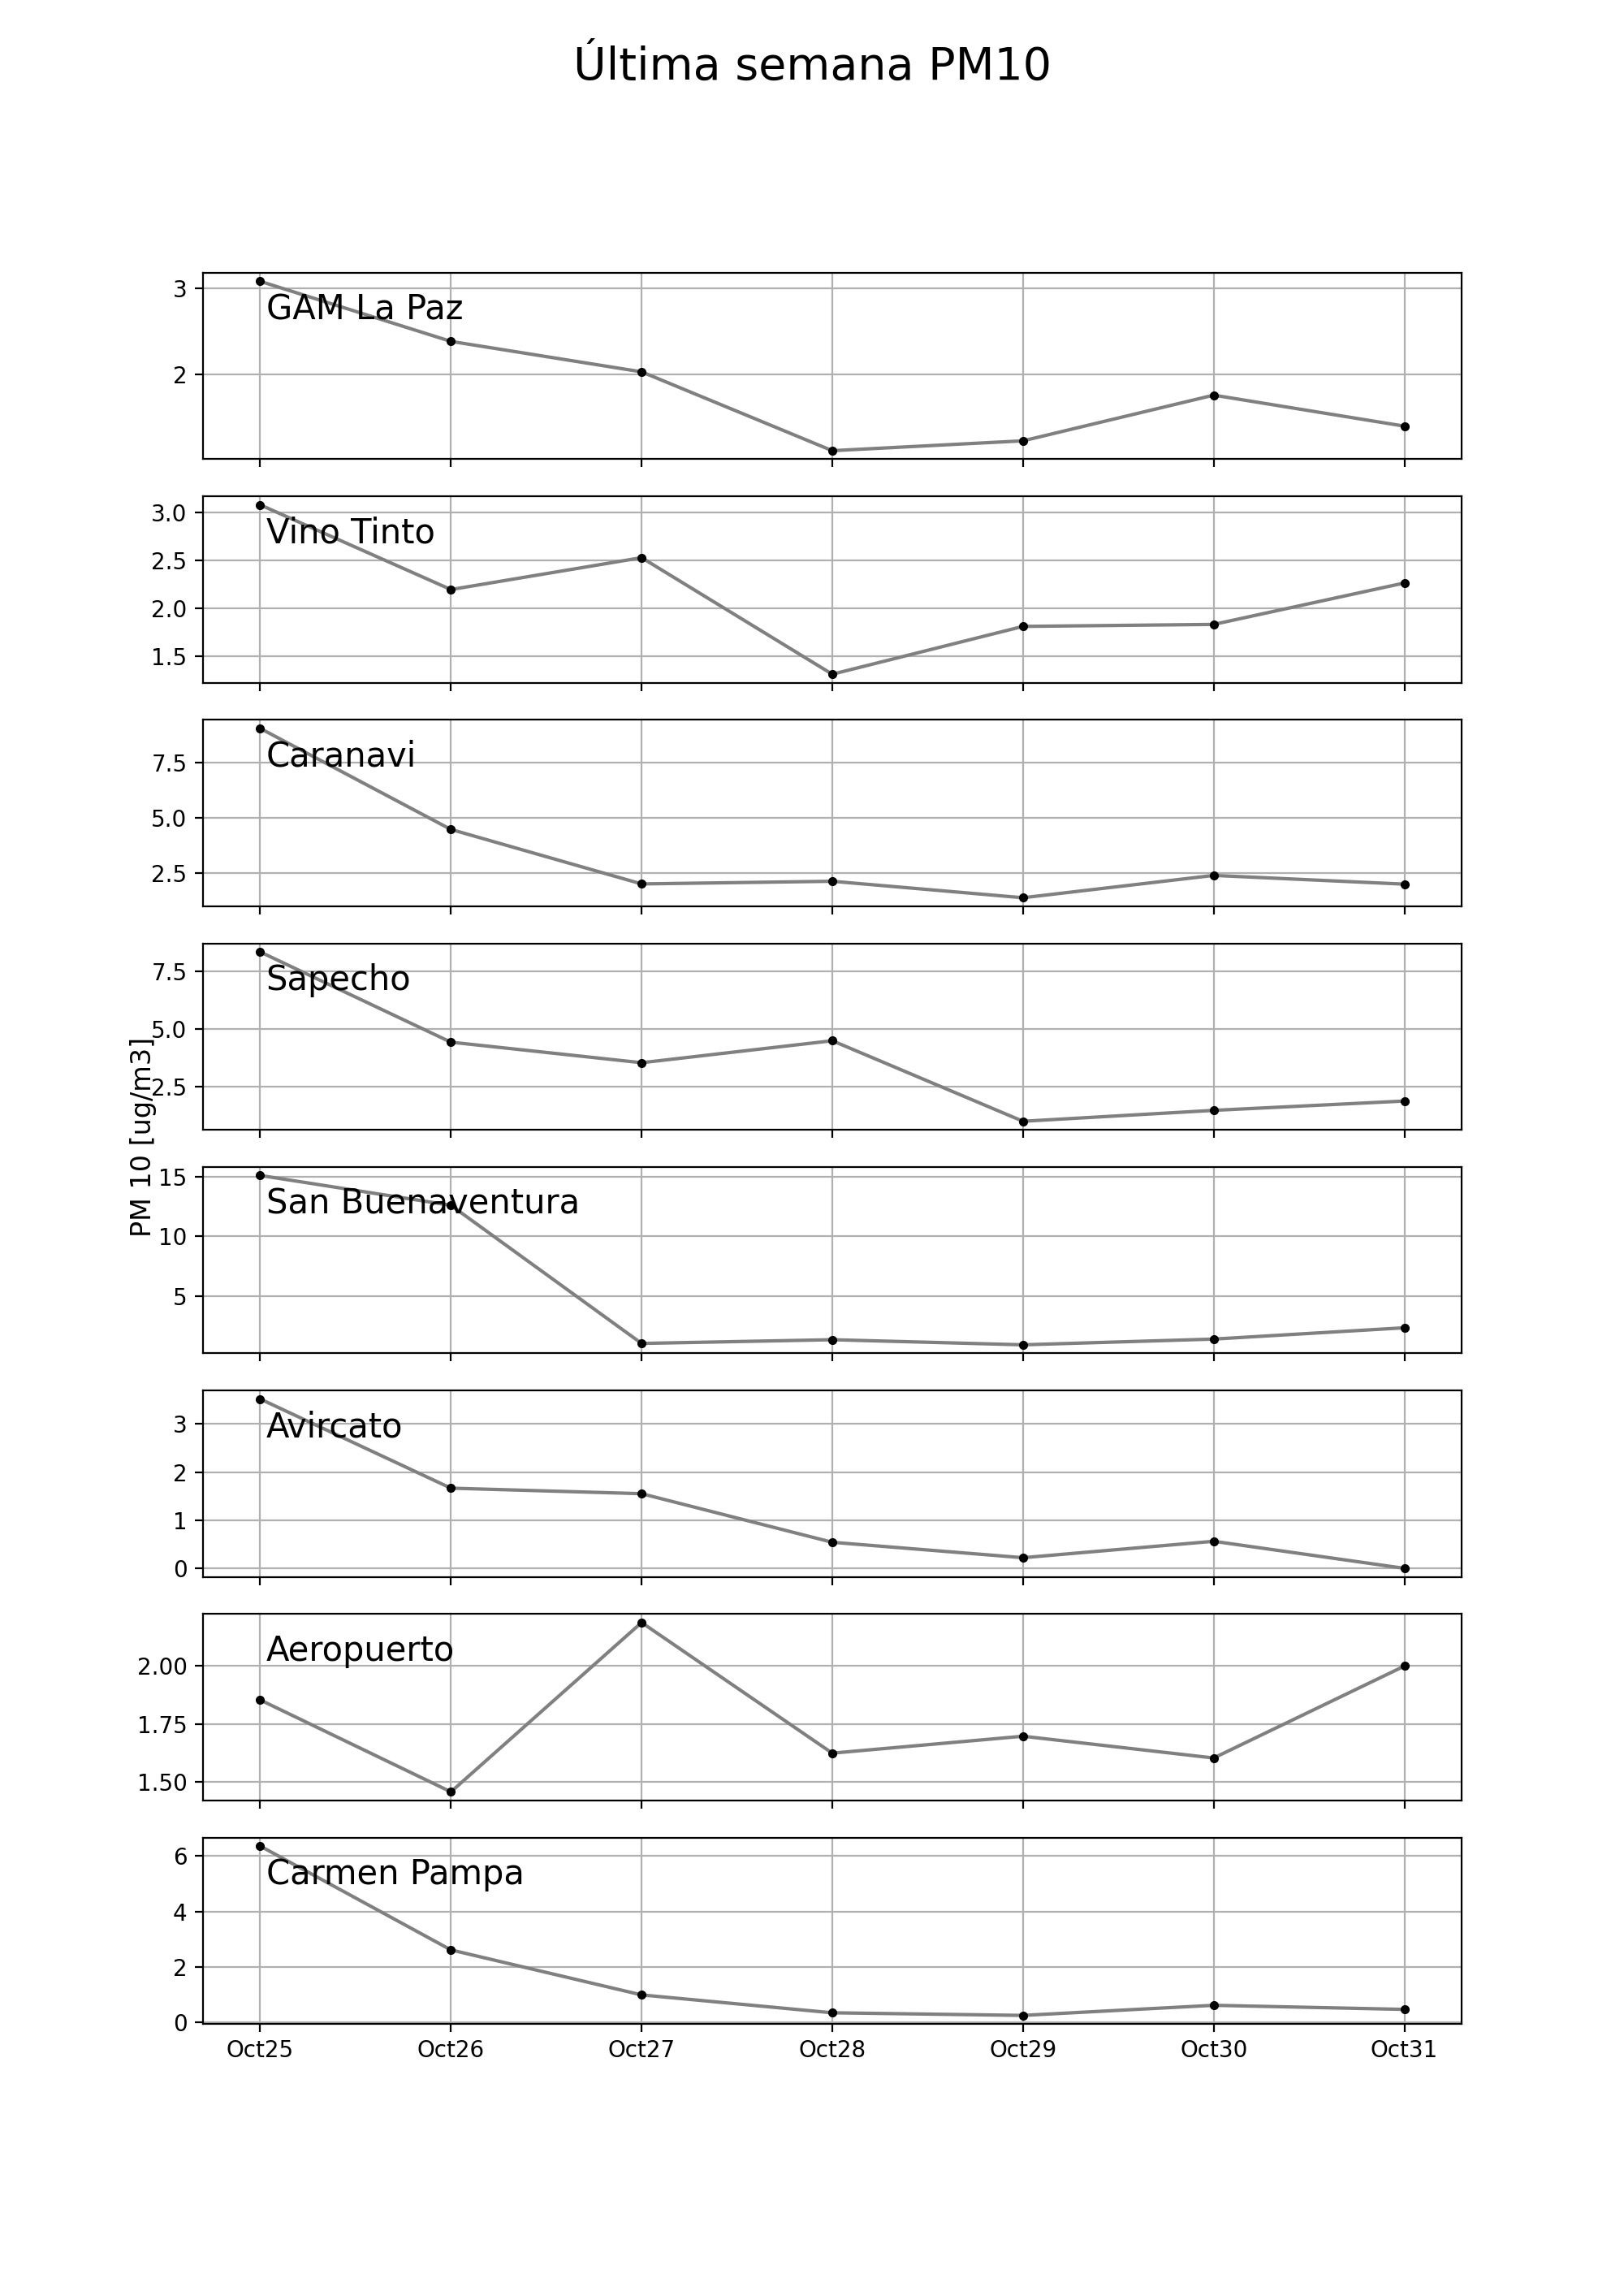 Última semana PM10
3
GAM La Paz
2
3.0
Vino Tinto
2.5
2.0
1.5
Caranavi
7.5
5.0
2.5
Sapecho
7.5
5.0
2.5
PM 10 [ug/m3]
15
San Buenaventura
10
5
3
Avircato
2
1
0
Aeropuerto
2.00
1.75
1.50
6
Carmen Pampa
4
2
0
Oct25 Oct26 Oct27 Oct28 Oct29 Oct30 Oct31